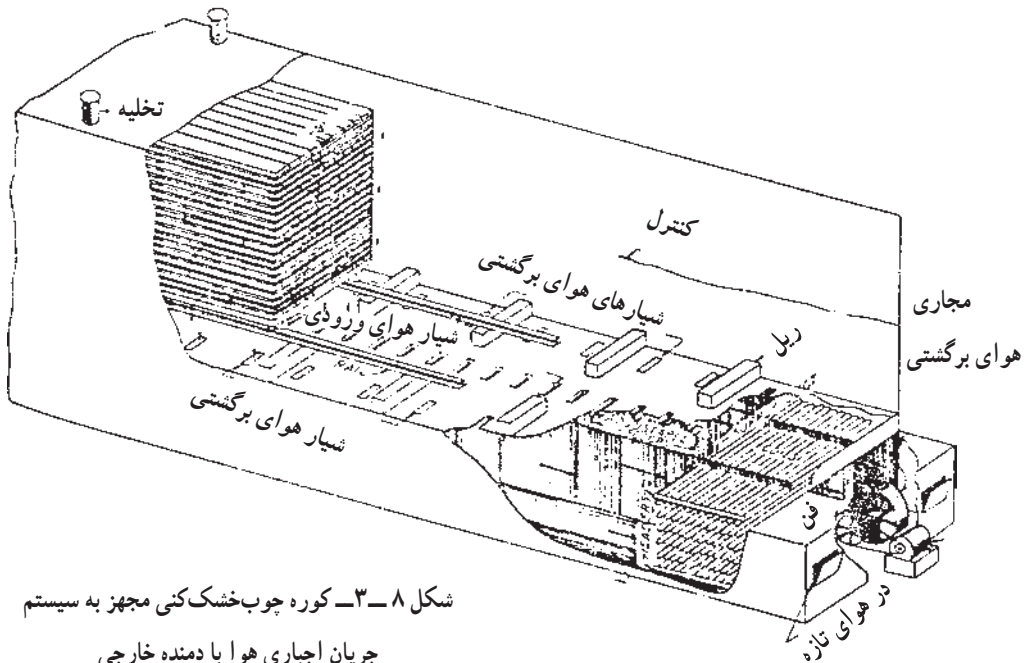 تخلیه
کنترل
شیارهای هوای برگشتی
مجاری
هوای برگشتی
شیار هوای ورودی
ریل
شیار هوای برگشتی
فن
در هوای تازه
شکل ۸ ــ۳ــ کوره چوب‌خشک‌کنی مجهز به سیستم
جریان اجباری هوا با دمنده خارجی